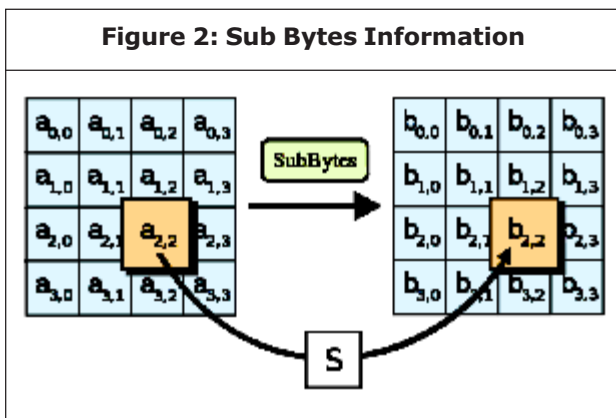 Figure 2: Sub Bytes Information
a0,0 a0,1 a0,2 a0,3 b0.0 b0.1 b0.2 b0.3
SubBytes
a1,0 a1,1 a1,2 a1,3 b1,0 b1,1 b1,2 b1,3
a2,0 a2,1 a2,2 a2,3 b2,0 b2,1 b2,2 b2,3
a3,0 a3,1 a3,2 a3,3 b3,0 b3,1 b3,2 b3.3
S